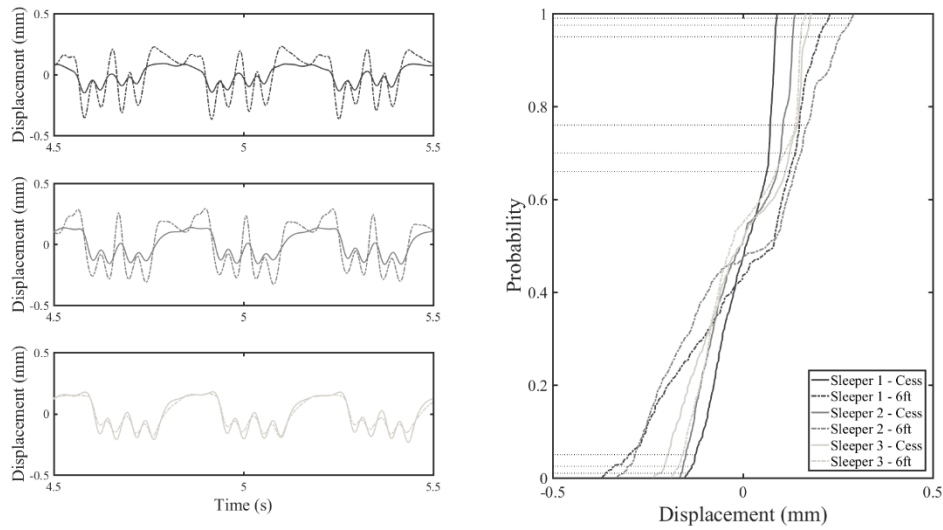 0.5
0
-0.5
Displacement (mm)
4.5
5
5.5
0.5
0
-0.5
Displacement (mm)
4.5
5
5.5
0.5
0
-0.5
Displacement (mm)
4.5
5
5.5
Time (s)
1
0.8
0.6
0.4
0.2
0
Probability
Sleeper 1 - Cess
Sleeper 1 - 6ft
Sleeper 2 - Cess
Sleeper 2 - 6ft
Sleeper 3 - Cess
Sleeper 3 - 6ft
-0.5
0
0.5
Displacement (mm)